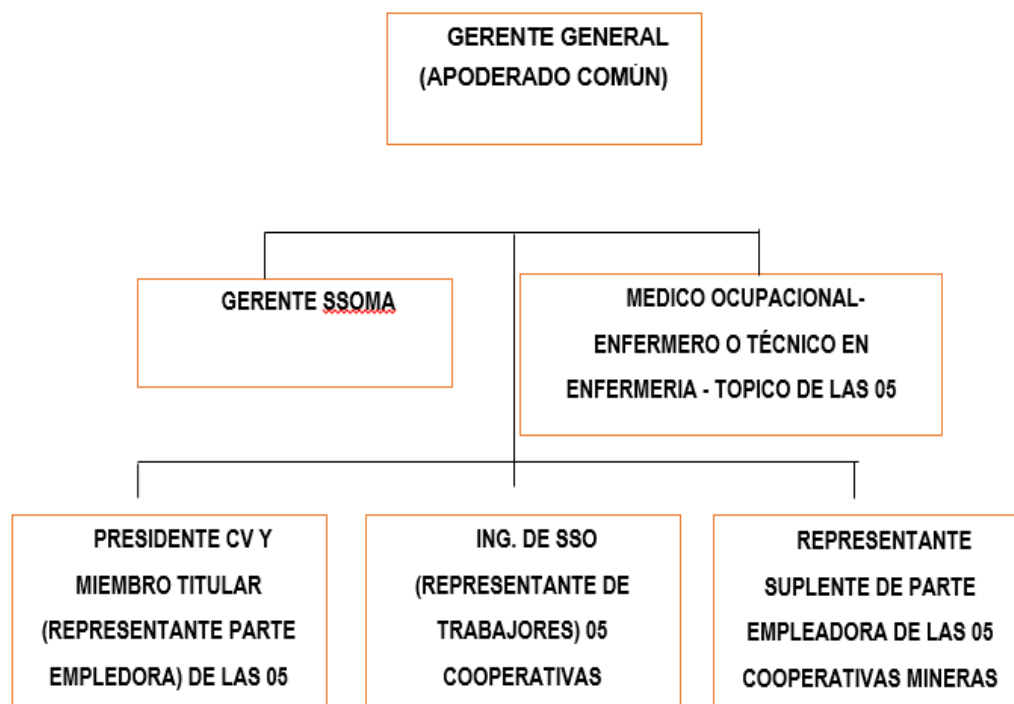 GERENTE GENERAL
(APODERADO COMÚN)
GERENTE SSOMA
MEDICO OCUPACIONAL-
ENFERMERO O TÉCNICO EN
ENFERMERIA - TOPICO DE LAS 05
PRESIDENTE CV Y
MIEMBRO TITULAR
(REPRESENTANTE PARTE
EMPLEDORA) DE LAS 05
ING. DE SSO
(REPRESENTANTE DE
TRABAJORES) 05
COOPERATIVAS
REPRESENTANTE
SUPLENTE DE PARTE
EMPLEADORA DE LAS 05
COOPERATIVAS MINERAS